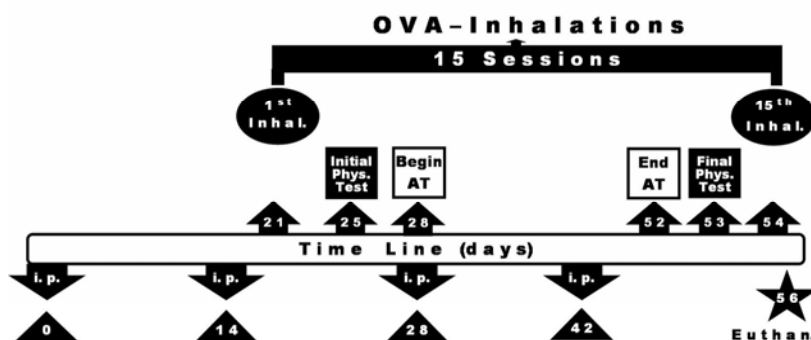 OVA-Inhalations
15 Sessions
1st Inhal.
15th Inhal.
Initial Phys. Test
Begin AT
End AT
Final Phys. Test
21 25 28 52 53 54
Time Line (days)
i.p. i.p. i.p. i.p.
0 14 28 42 56
Euthan